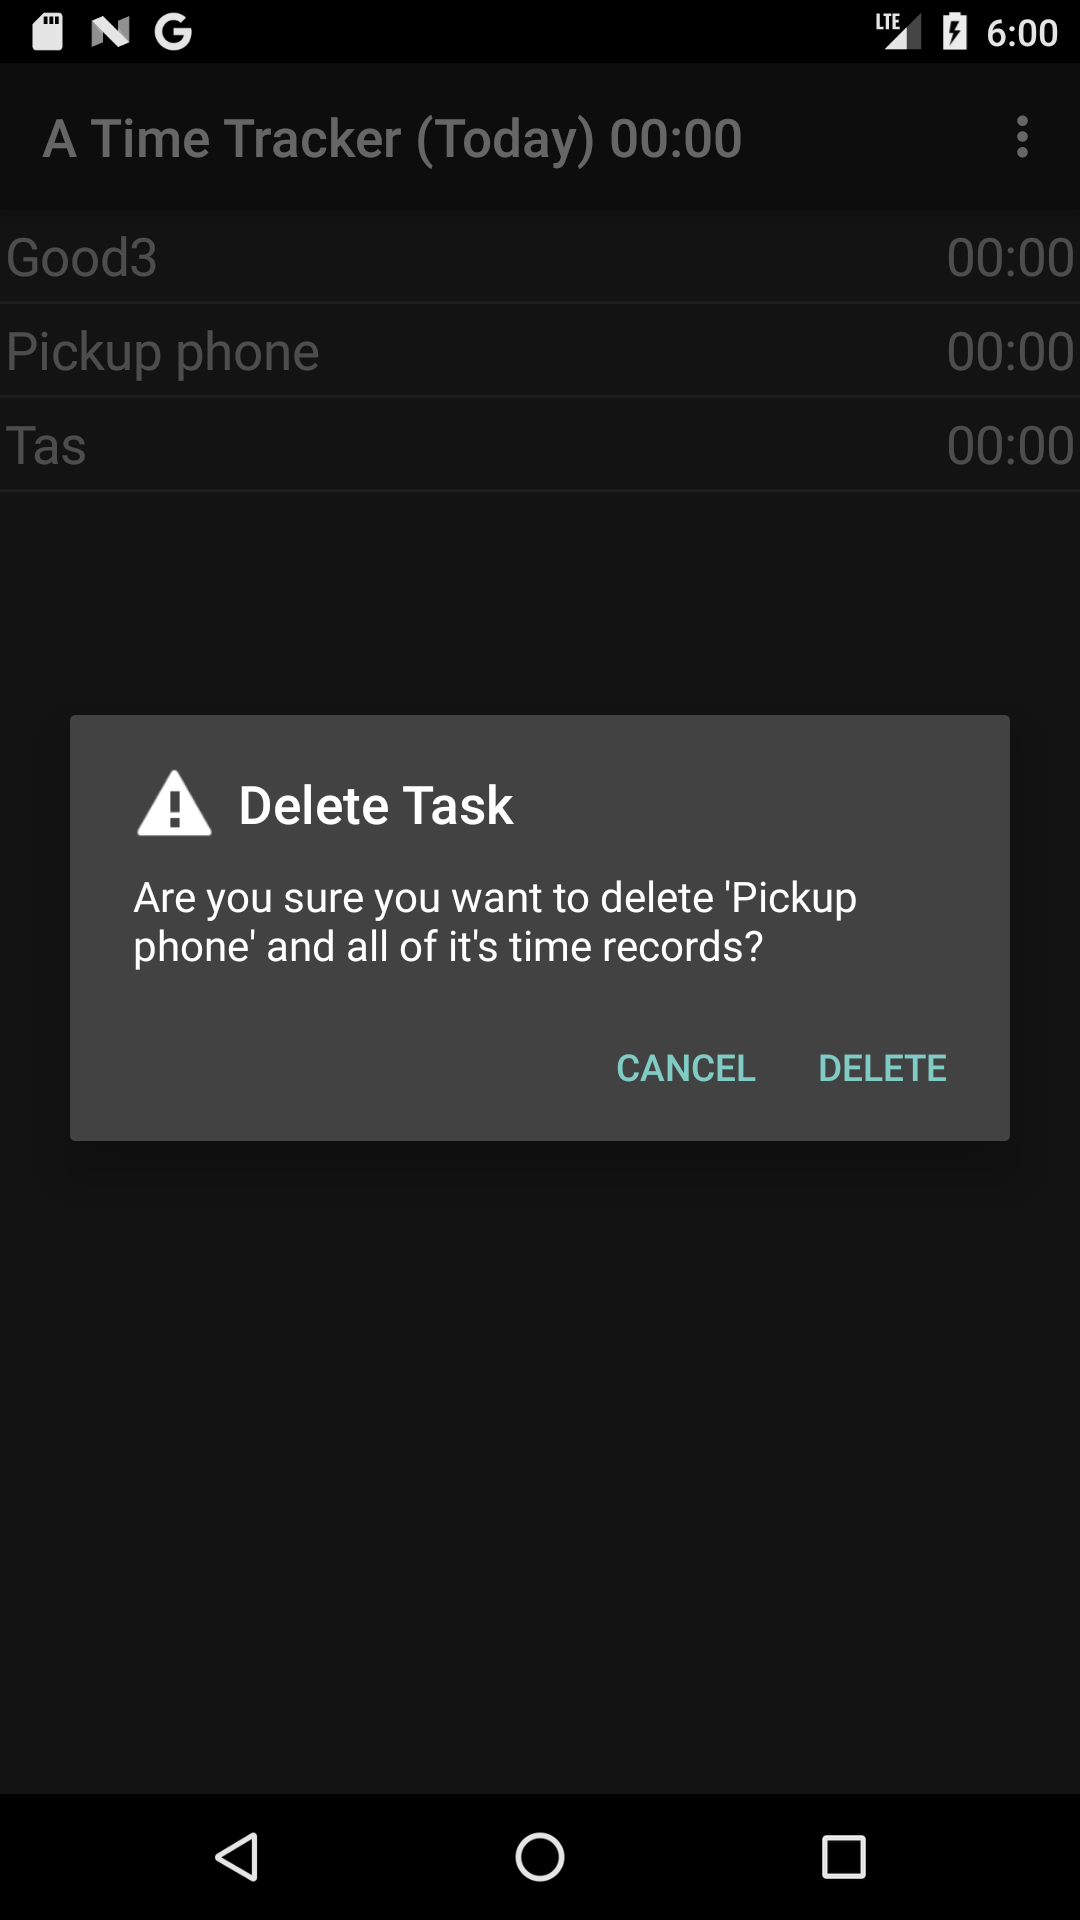 LTE 6:00
A Time Tracker (Today) 00:00
Good3 00:00
Pickup phone 00:00
Tas 00:00
Delete Task
Are you sure you want to delete 'Pickup
phone' and all of it's time records?
CANCEL DELETE